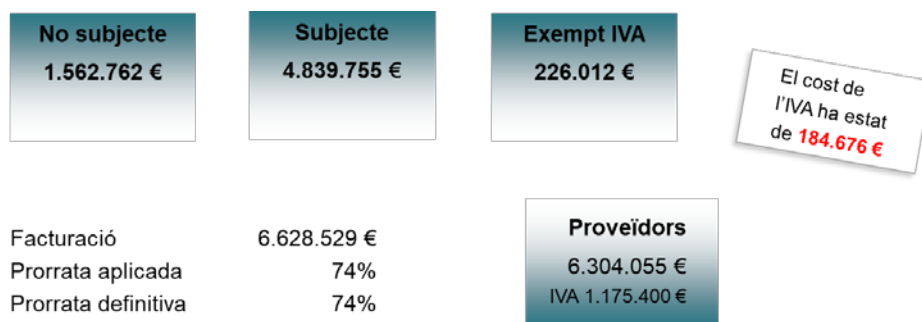 No subjecte
1.562.762 €
Subjecte
4.839.755 €
Exempt IVA
226.012 €
El cost de
l'IVA ha estat
de 184.676 €
Facturació 6.628.529 €
Prorrata aplicada 74%
Prorrata definitiva 74%
Proveïdors
6.304.055 €
IVA 1.175.400 €